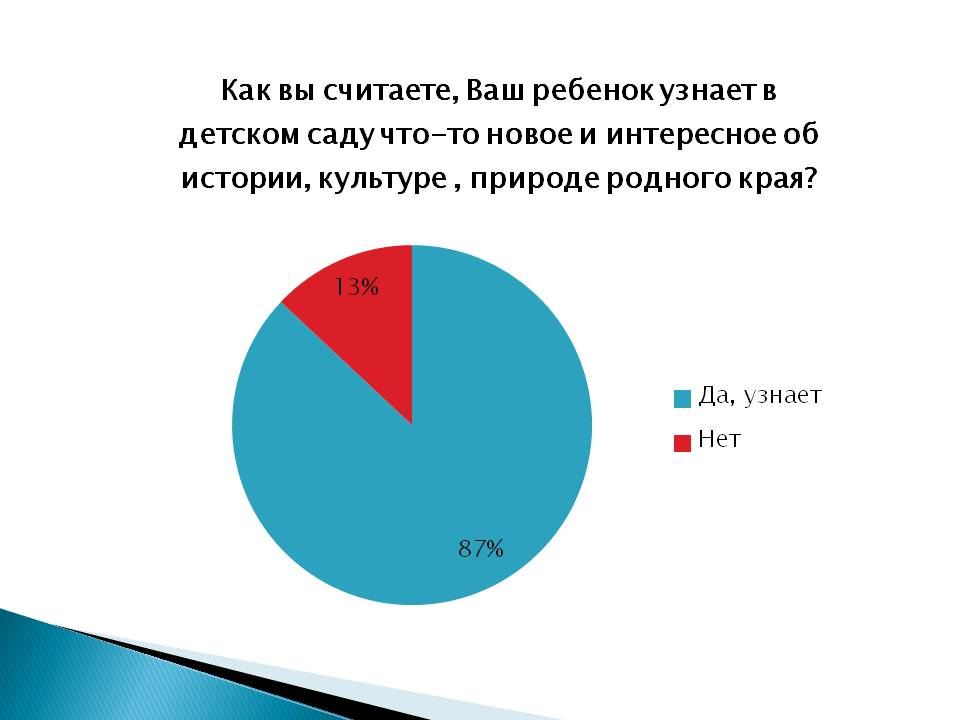 Как вы считаете, Ваш ребенок узнает в
детском саду что-то новое и интересное об
истории, культуре , природе родного края?
13%
Да, узнает
Нет
87%